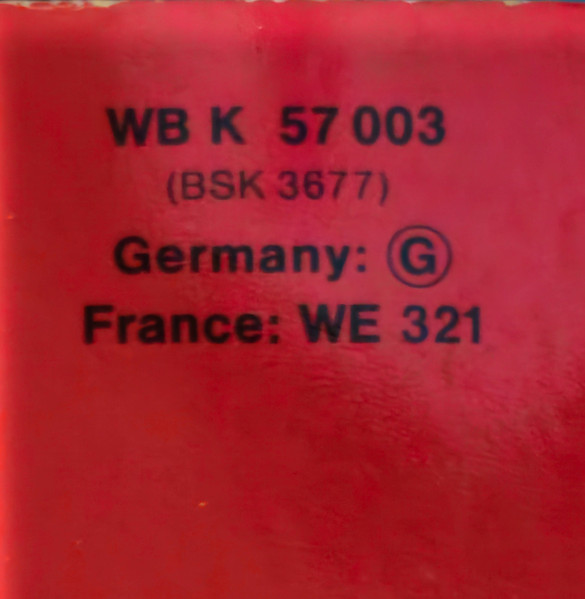 WB K 57 003
(BSK 3677)
Germany: Ⓖ
France: WE 321